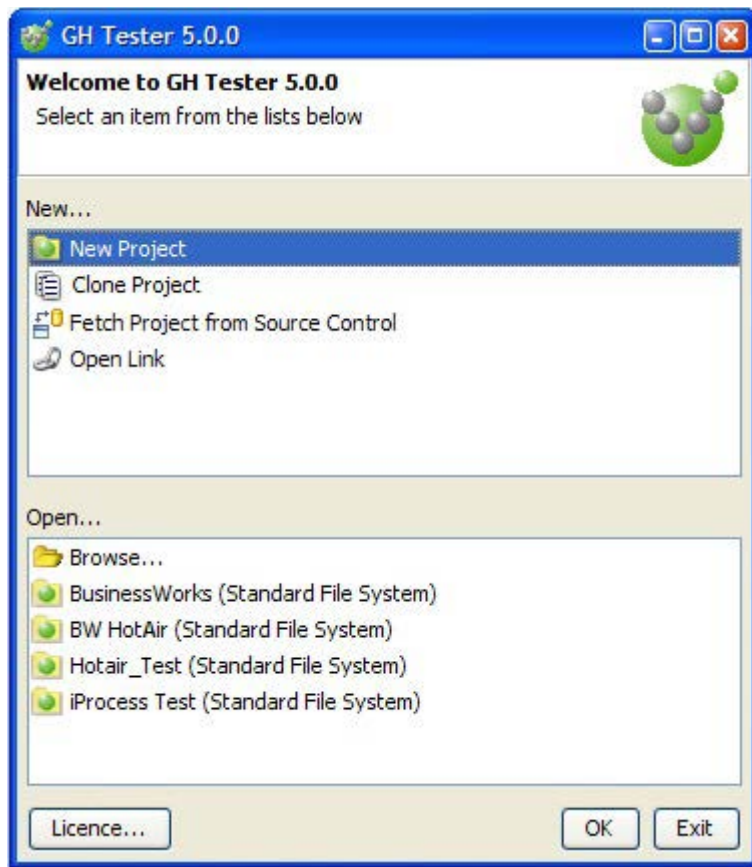 GH Tester 5.0.0
Welcome to GH Tester 5.0.0
Select an item from the lists below
New...
New Project
Clone Project
Fetch Project from Source Control
Open Link
Open...
Browse...
BusinessWorks (Standard File System)
BW HotAir (Standard File System)
Hotair_Test (Standard File System)
iProcess Test (Standard File System)
Licence... OK Exit